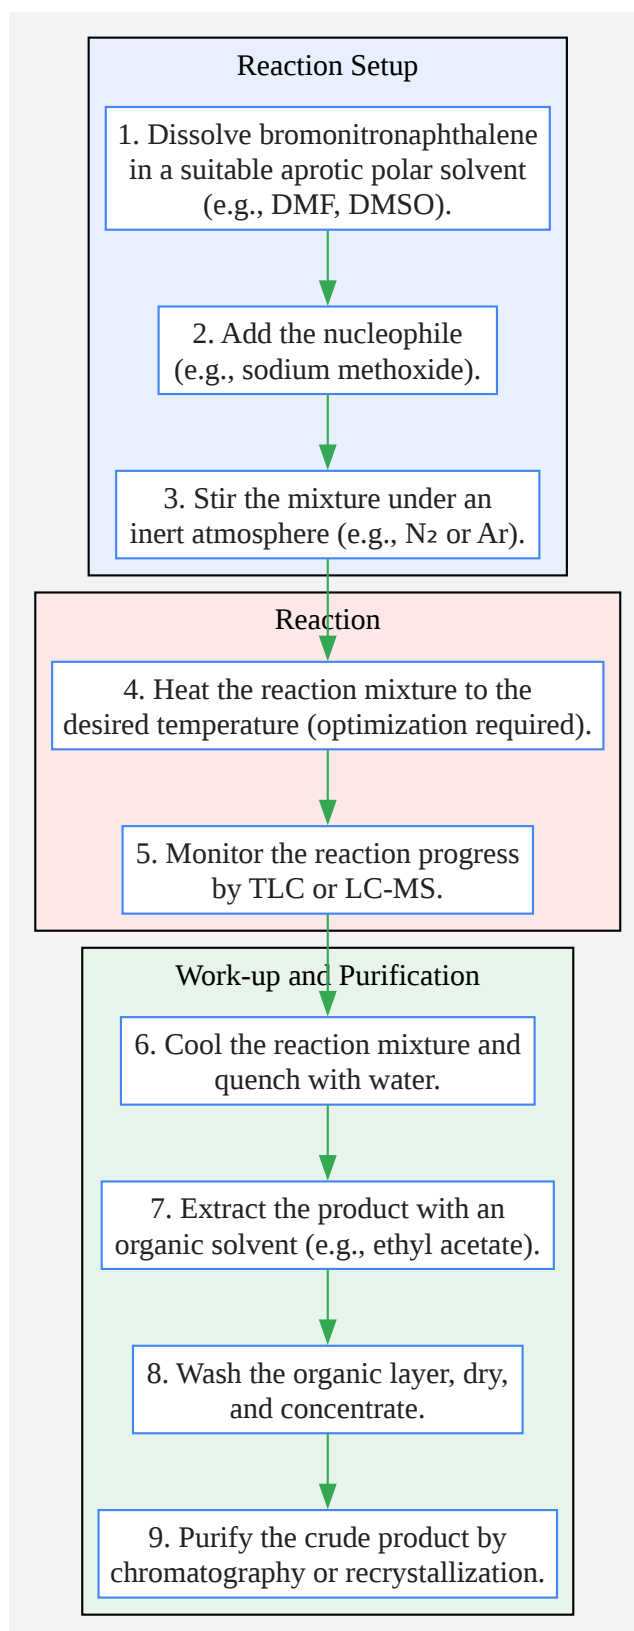 Reaction Setup
1. Dissolve bromonitronaphthalene
in a suitable aprotic polar solvent
(e.g., DMF, DMSO).
2. Add the nucleophile
(e.g., sodium methoxide).
3. Stir the mixture under an
inert atmosphere (e.g., N₂ or Ar).
Reaction
4. Heat the reaction mixture to the
desired temperature (optimization required).
5. Monitor the reaction progress
by TLC or LC-MS.
Work-up and Purification
6. Cool the reaction mixture and
quench with water.
7. Extract the product with an
organic solvent (e.g., ethyl acetate).
8. Wash the organic layer, dry,
and concentrate.
9. Purify the crude product by
chromatography or recrystallization.